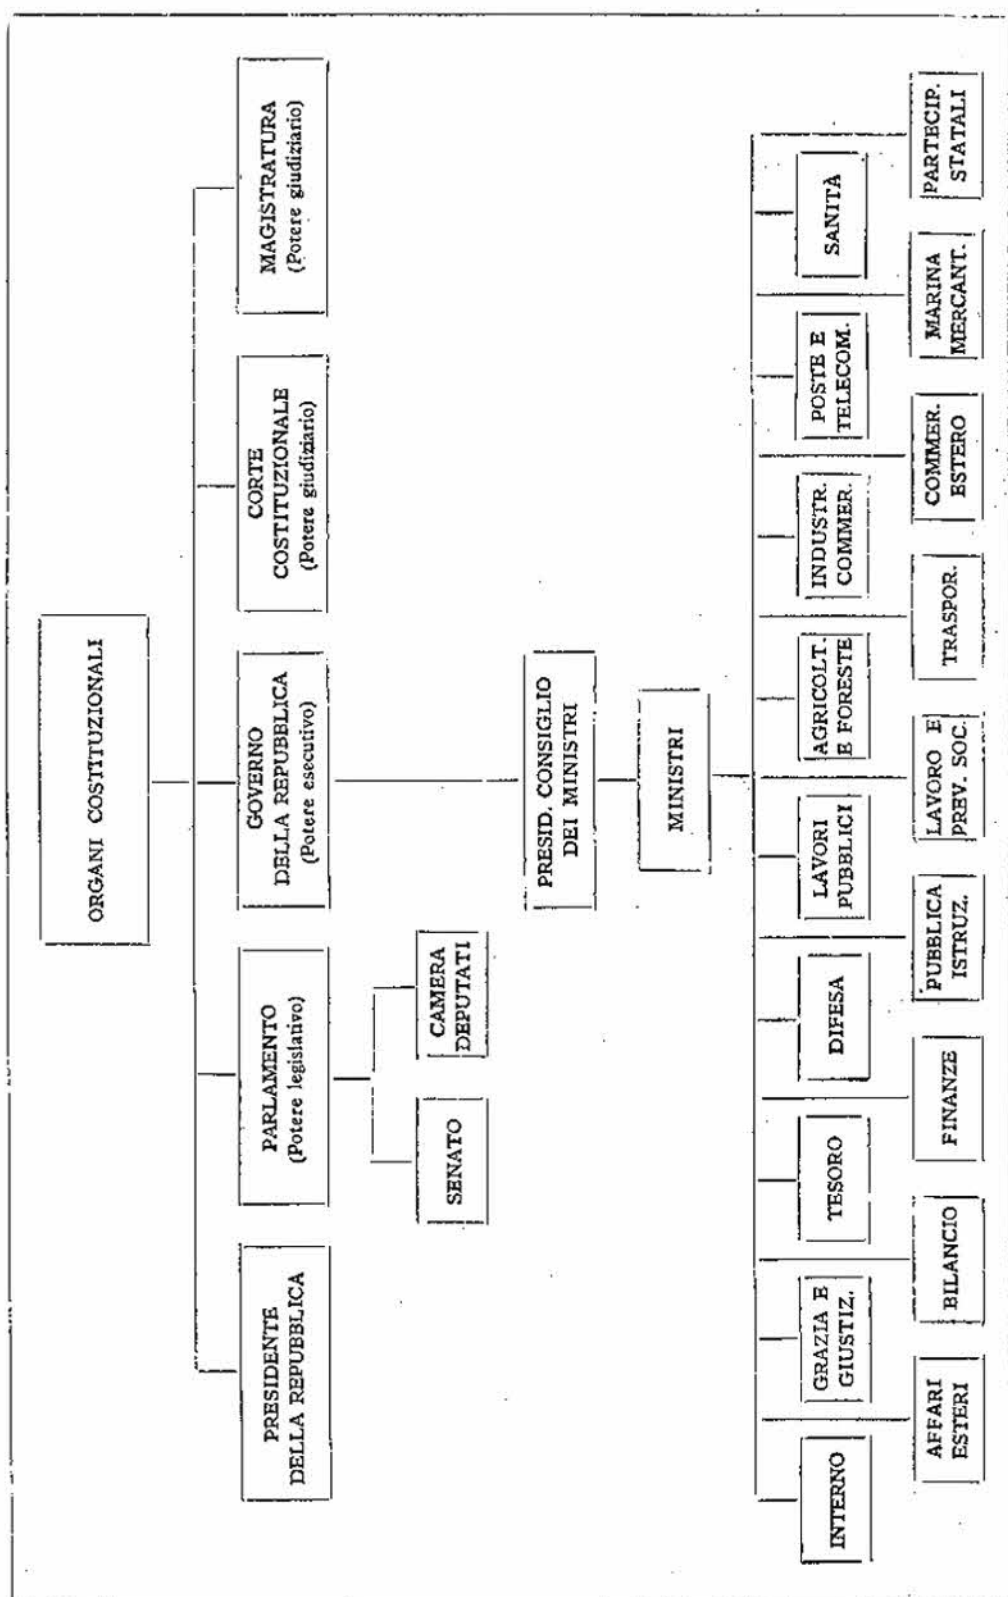 ORGANI COSTITUZIONALI
PRESIDENTE
DELLA REPUBBLICA
PARLAMENTO
(Potere legislativo)
GOVERNO
DELLA REPUBBLICA
(Potere esecutivo)
CORTE
COSTITUZIONALE
(Potere giudiziario)
MAGISTRATURA
(Potere giudiziario)
SENATO
CAMERA
DEPUTATI
PRESID. CONSIGLIO
DEI MINISTRI
MINISTRI
INTERNO
GRAZIA E
GIUSTIZ.
TESORO
DIFESA
LAVORI
PUBBLICI
AGRICOLT.
E FORESTE
INDUSTR.
COMMER.
POSTE E
TELECOM.
SANITÀ
AFFARI
ESTERI
BILANCIO
FINANZE
PUBBLICA
ISTRUZ.
LAVORO E
PREV. SOC.
TRASPOR.
COMMER.
ESTERO
MARINA
MERCANT.
PARTECIP.
STATALI